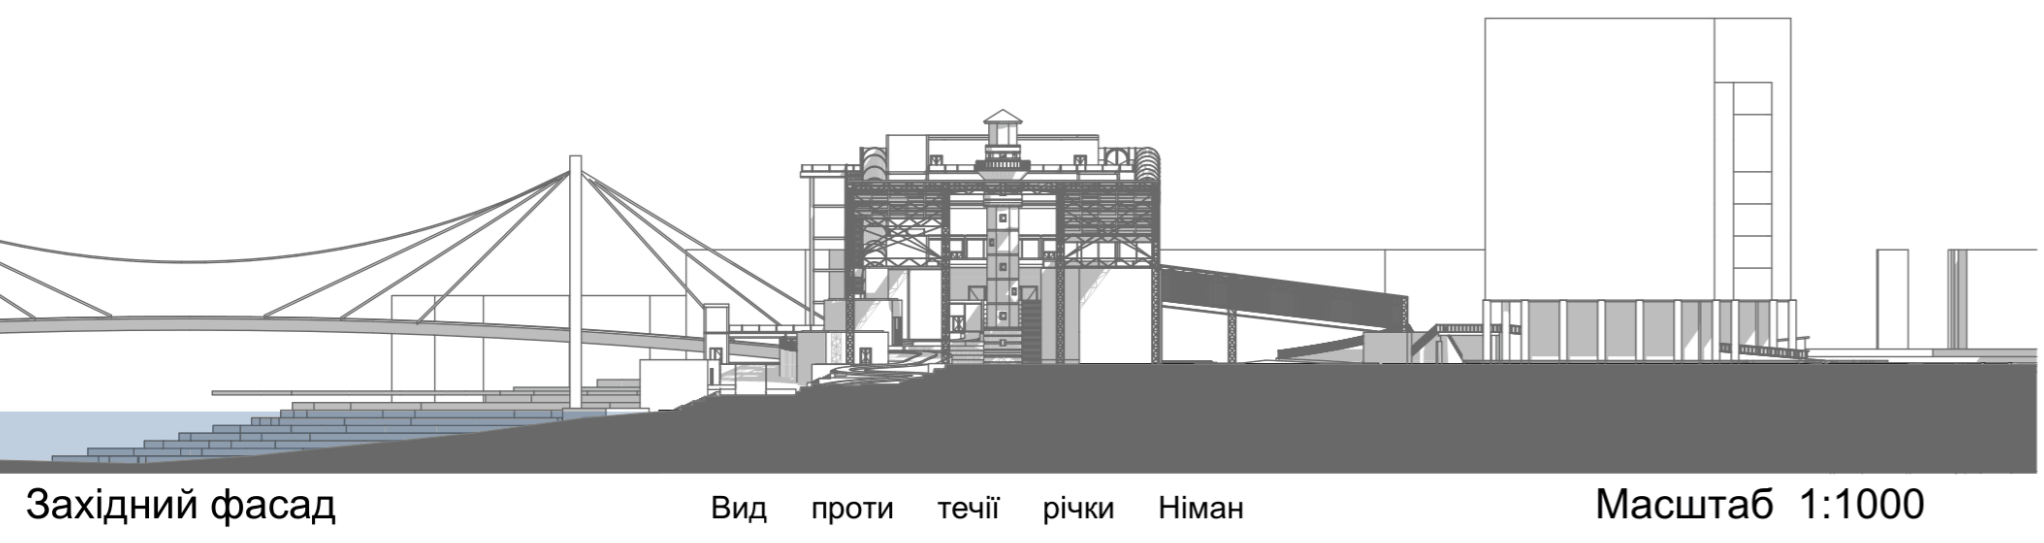 Західний фасад Вид проти течії річки Німан Масштаб 1:1000